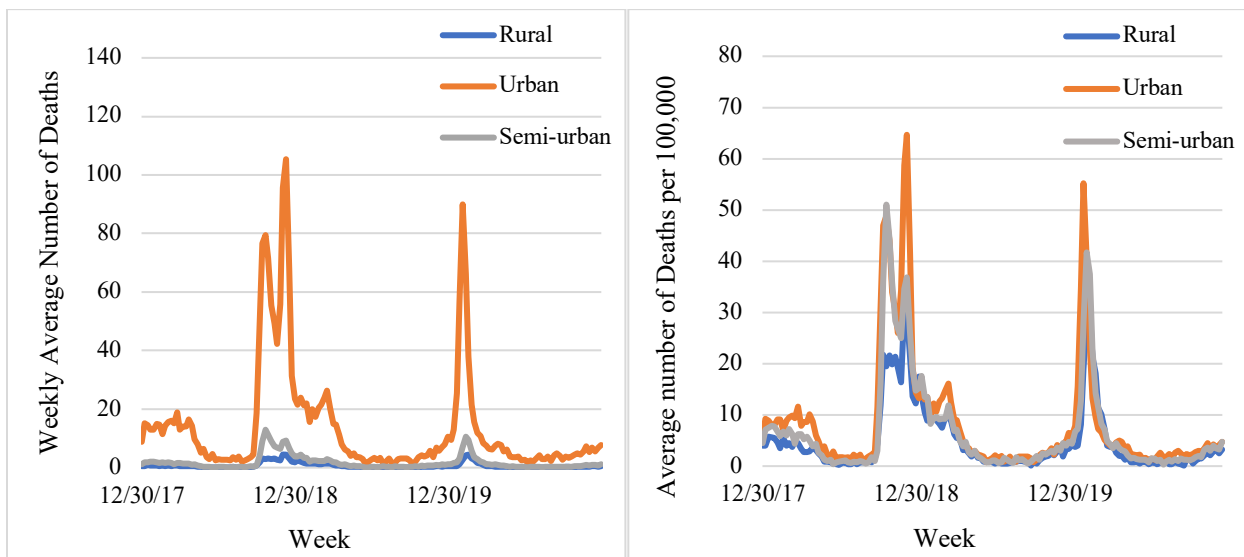 Weekly Average Number of Deaths
140
120
100
80
60
40
20
0
Rural
Urban
Semi-urban
12/30/17
12/30/18
12/30/19
Week
Average number of Deaths per 100,000
80
70
60
50
40
30
20
10
0
Rural
Urban
Semi-urban
12/30/17
12/30/18
12/30/19
Week